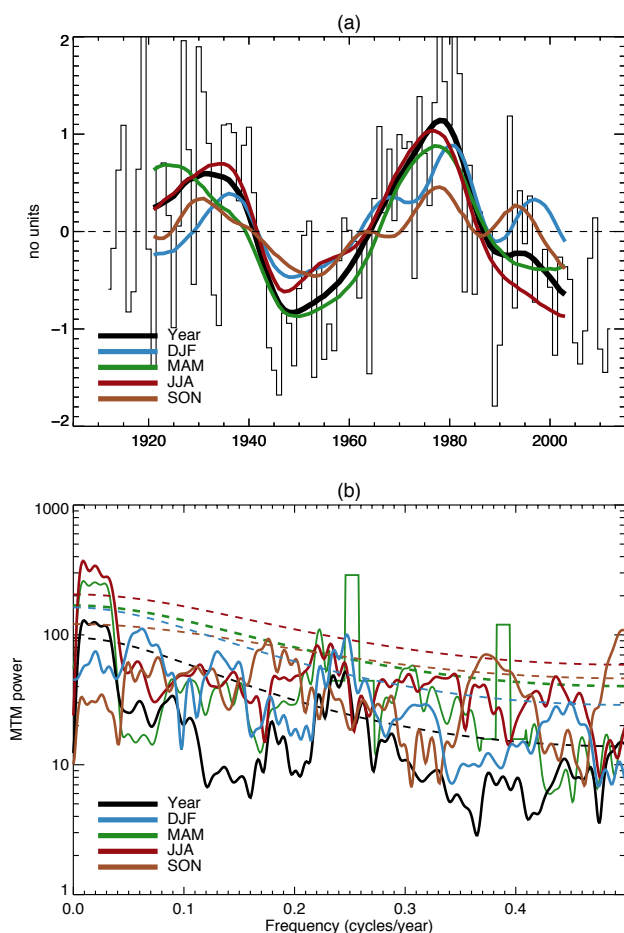 (a)
2
1
0
−1
−2
no units
Year
DJF
MAM
JJA
SON
1920 1940 1960 1980 2000
(b)
1000
100
10
1
MTM power
Year
DJF
MAM
JJA
SON
0.0 0.1 0.2 0.3 0.4
Frequency (cycles/year)